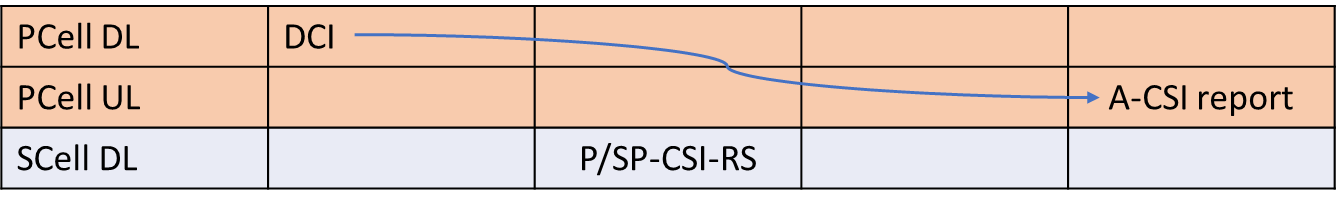 PCell DL DCI
PCell UL A-CSI report
SCell DL P/SP-CSI-RS